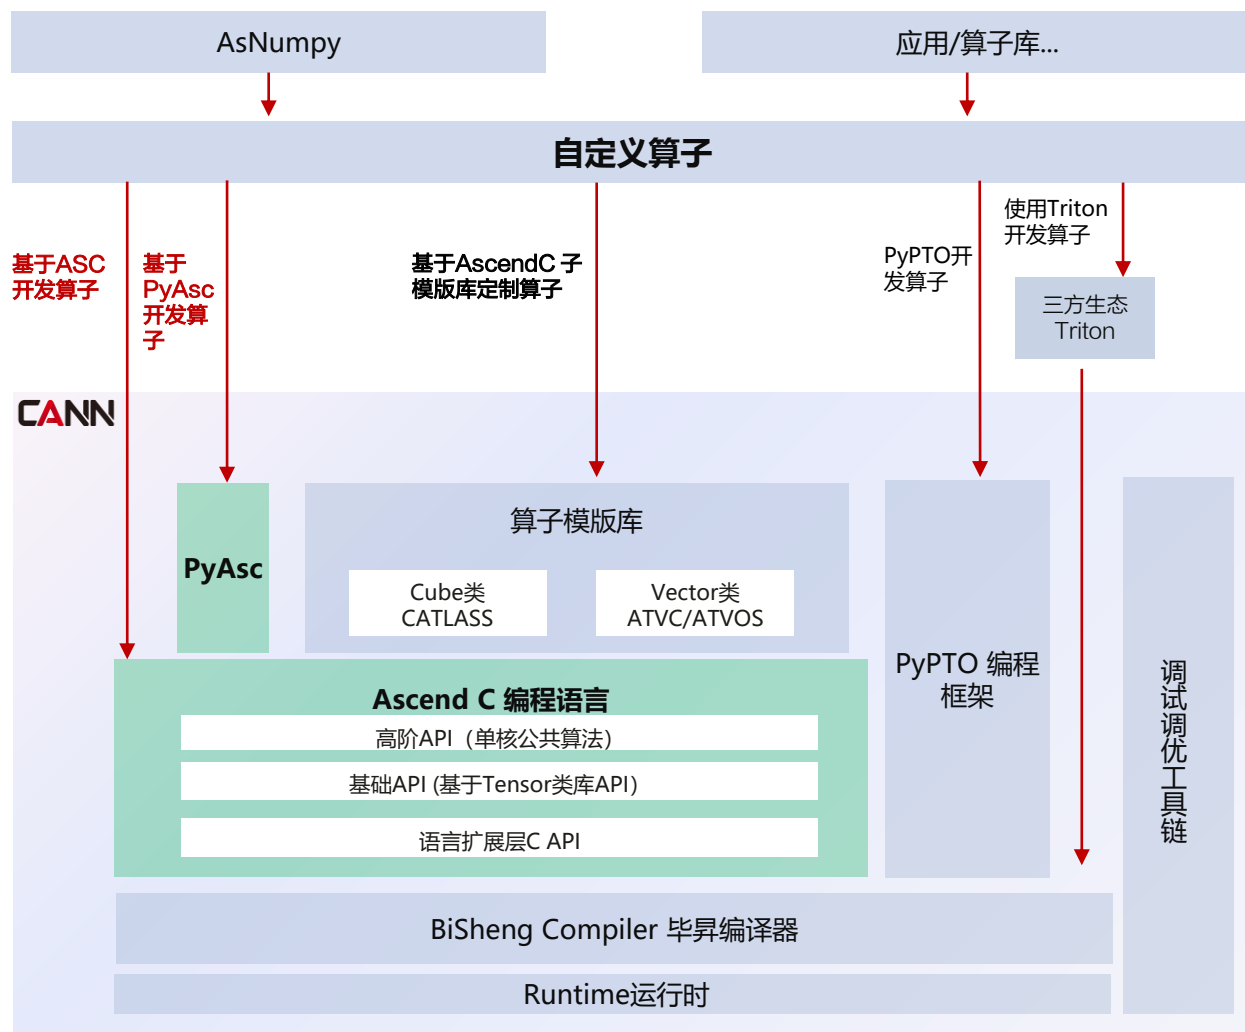 AsNumpy
应用/算子库...
自定义算子
基于ASC
开发算子
基于
PyAsc
开发算
子
基于AscendC 子
模版库定制算子
PyPTO开
发算子
使用Triton
开发算子
三方生态
Triton
CANN
PyAsc
算子模版库
Cube类
CATLASS
Vector类
ATVC/ATVOS
PyPTO 编程
框架
调试调优工具链
Ascend C 编程语言
高阶API（单核公共算法）
基础API (基于Tensor类库API）
语言扩展层C API
BiSheng Compiler 毕昇编译器
Runtime运行时